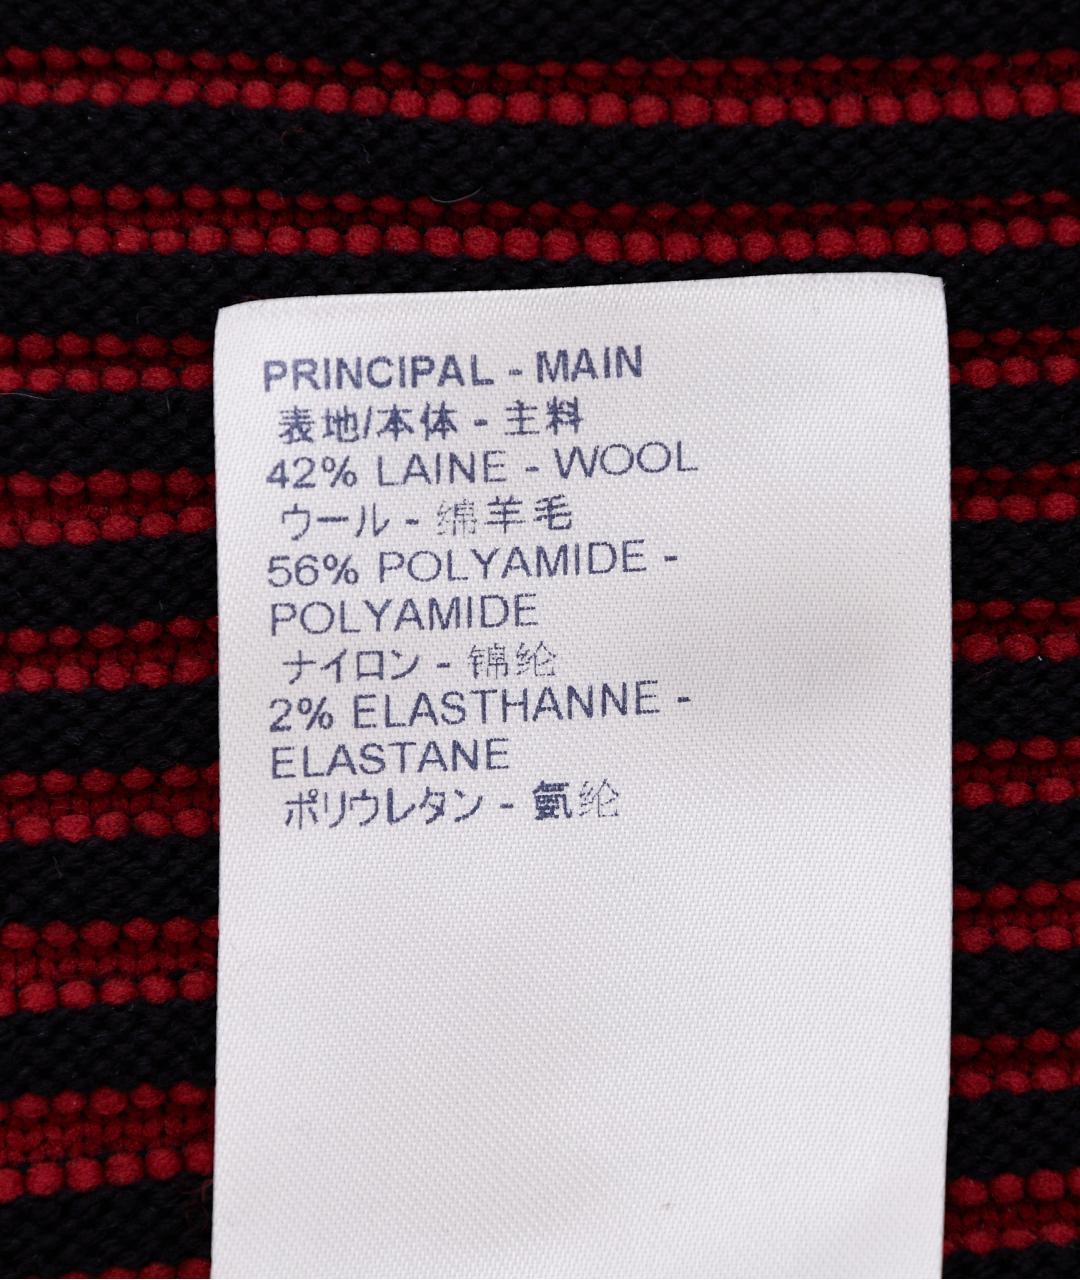 PRINCIPAL - MAIN
表地/本体 - 主料
42% LAINE - WOOL
ウール - 绵羊毛
56% POLYAMIDE -
POLYAMIDE
ナイロン - 锦纶
2% ELASTHANNE -
ELASTANE
ポリウレタン - 氨纶